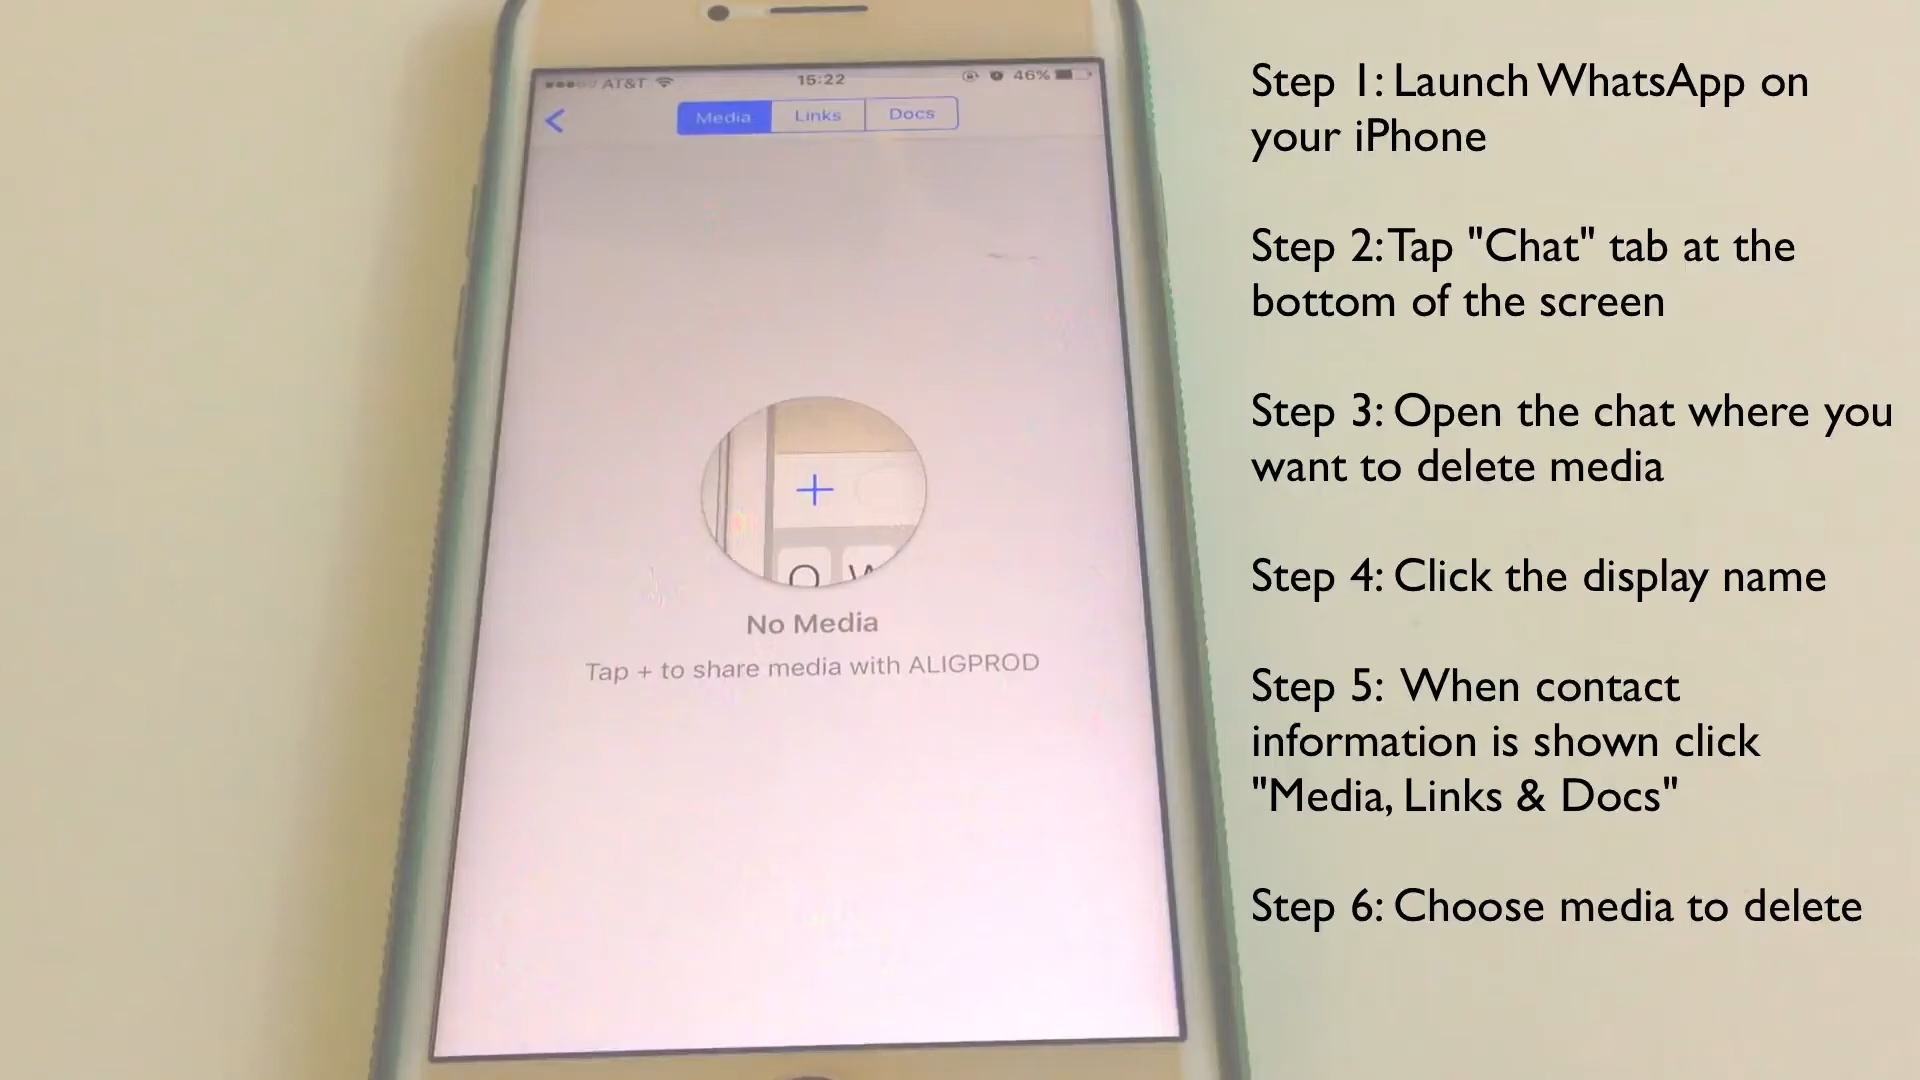 AT&T
15:22
46%
Media
Links
Docs
+
Q W
No Media
Tap + to share media with ALIGPROD
Step 1: Launch WhatsApp on
your iPhone
Step 2: Tap "Chat" tab at the
bottom of the screen
Step 3: Open the chat where you
want to delete media
Step 4: Click the display name
Step 5: When contact
information is shown click
"Media, Links & Docs"
Step 6: Choose media to delete